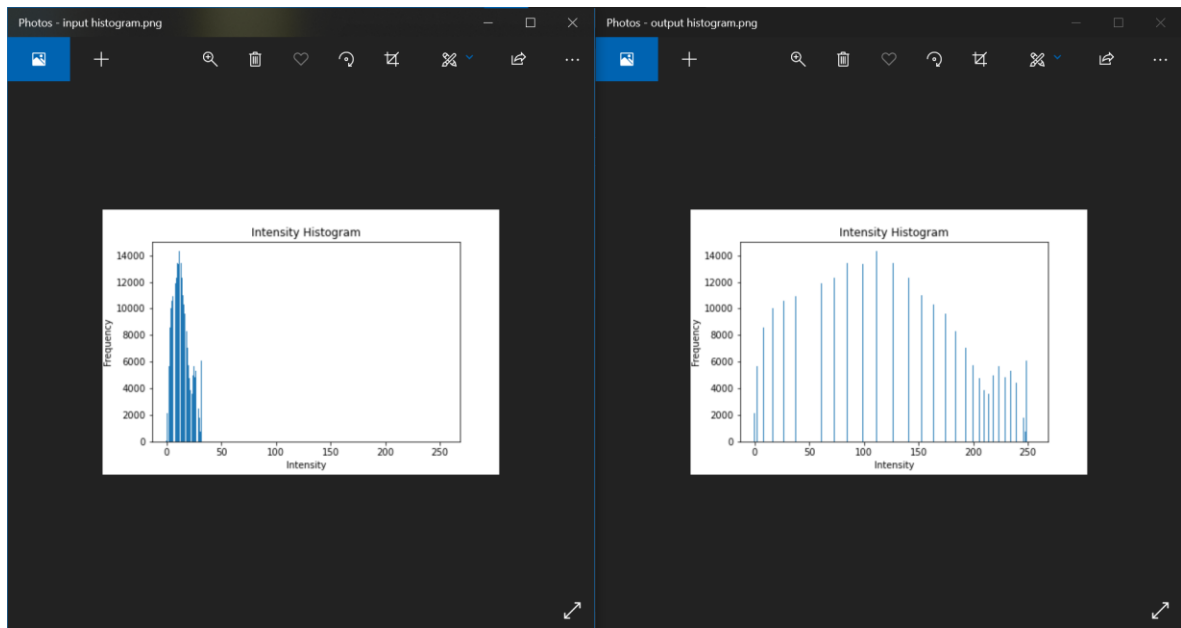 Photos - input histogram.png
Intensity Histogram
14000
12000
10000
8000
6000
4000
2000
0
Frequency
0 50 100 150 200 250
Intensity
Photos - output histogram.png
Intensity Histogram
14000
12000
10000
8000
6000
4000
2000
0
Frequency
0 50 100 150 200 250
Intensity